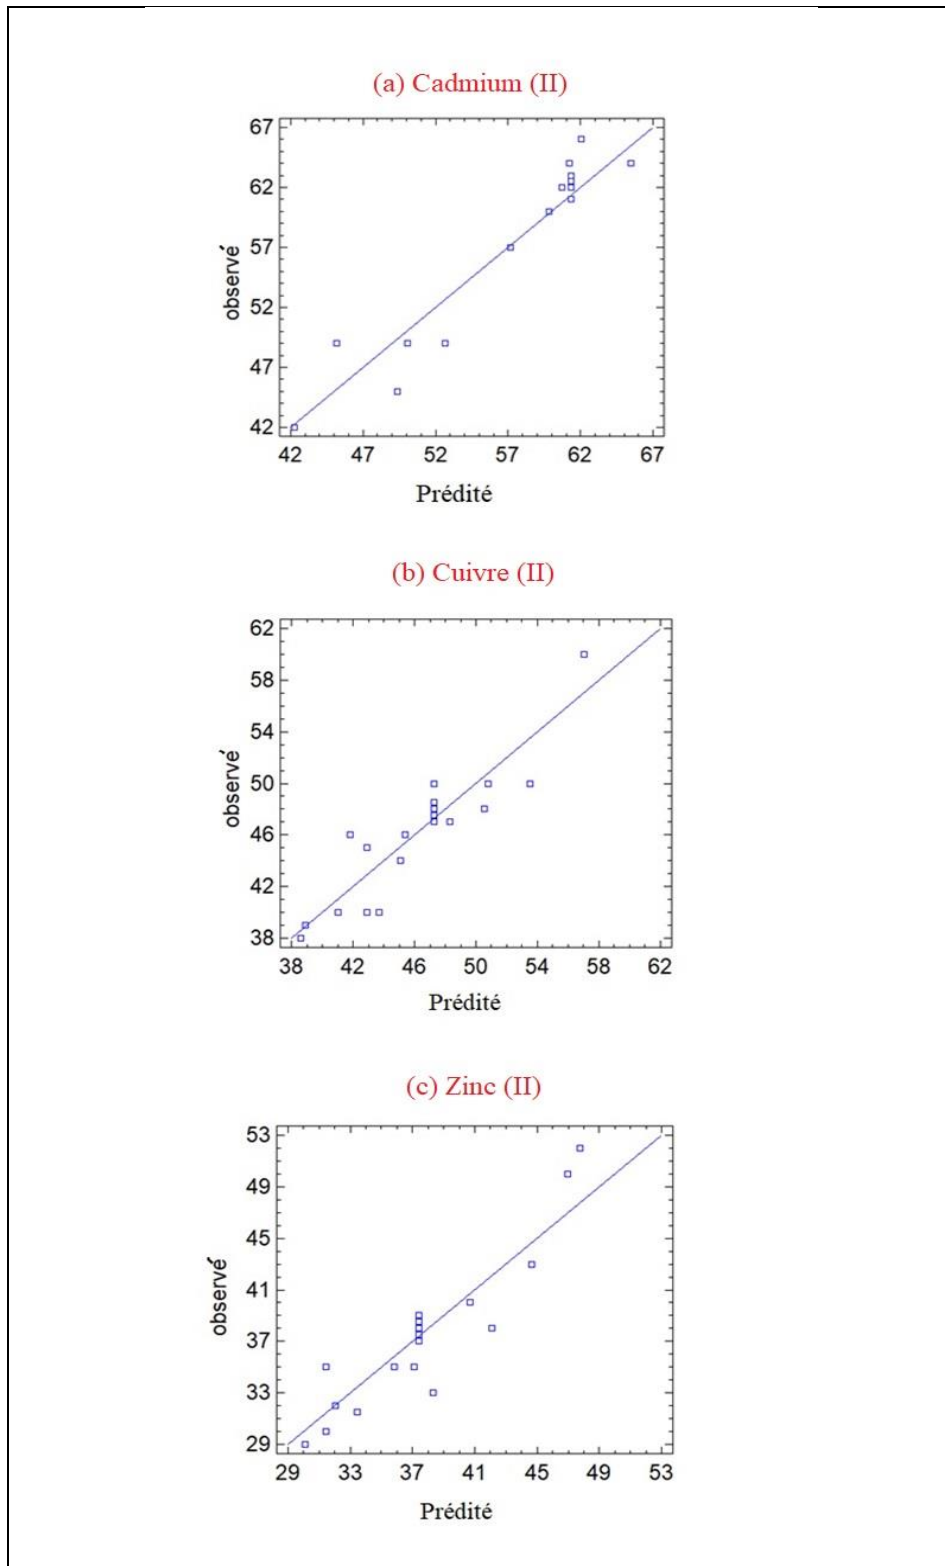 (a) Cadmium (II)
67
62
57
52
47
42
observé
42 47 52 57 62 67
Prédité
(b) Cuivre (II)
62
58
54
50
46
42
38
observé
38 42 46 50 54 58 62
Prédité
(c) Zinc (II)
53
49
45
41
37
33
29
observé
29 33 37 41 45 49 53
Prédité